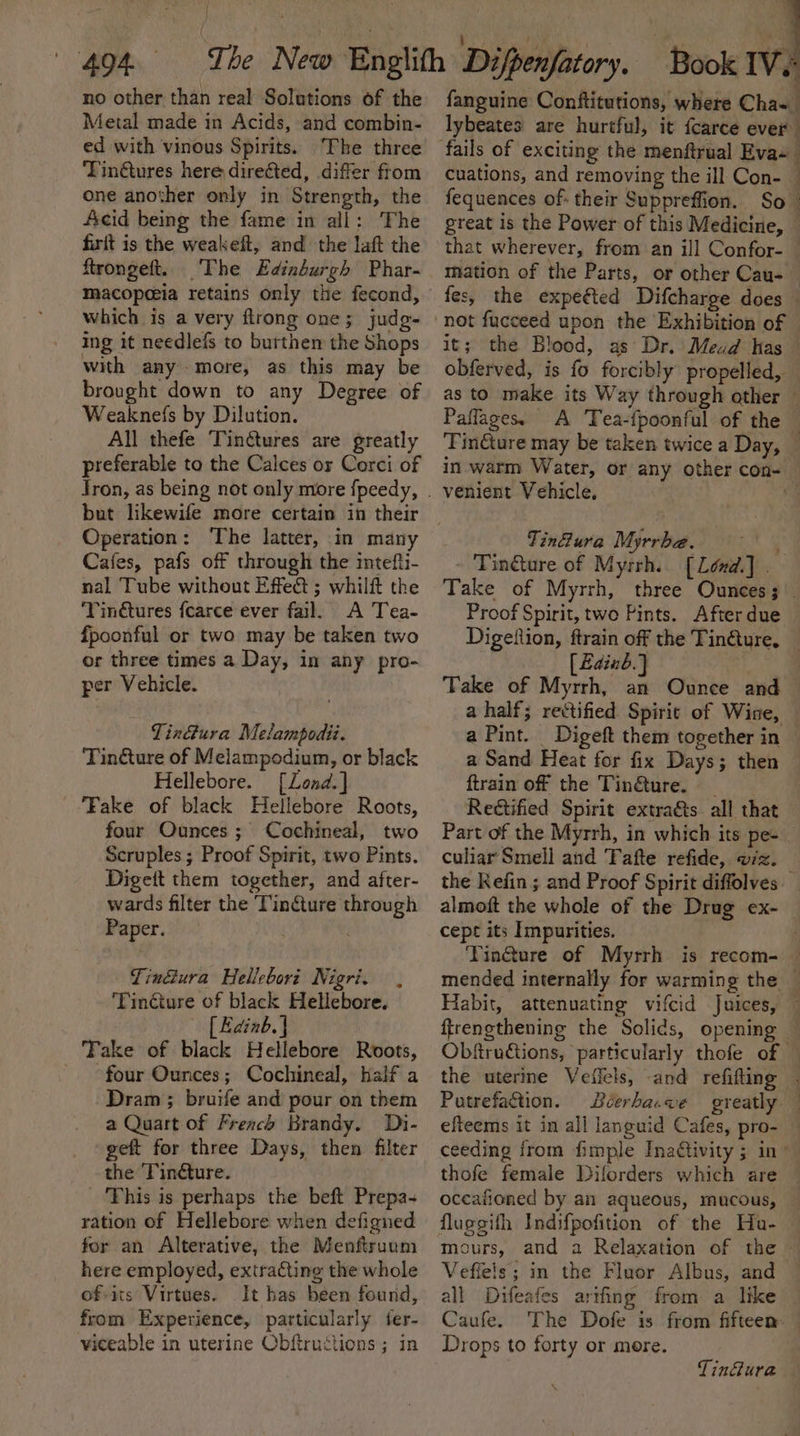 494 The New Engliſh Diſpenſatory. Book IV.
no other than real Solutions of the
Metal made in Acids, and combin-
ed with vinous Spirits. The three
Tinctures here directed, differ from
one another only in Strength, the
Acid being the ſame in all: The
firſt is the weakeſt, and the laſt the
ſtrongeſt. The Edinburgh Phar-
macopœia retains only the ſecond,
which is a very ſtrong one; judg-
ing it needleſs to burthen the Shops
with any more, as this may be
brought down to any Degree of
Weakneſs by Dilution.
All theſe Tinctures are greatly
preferable to the Calces or Corci of
Iron, as being not only more ſpeedy,
but likewiſe more certain in their
Operation: The latter, in many
Caſes, paſs off through the inteſti-
nal Tube without Effect; whilſt the
Tinctures ſcarce ever fail. A Tea-
ſpoonful or two may be taken two
or three times a Day, in any pro-
per Vehicle.
Tinctura Melampodii.
Tincture of Melampodium, or black
Hellebore. [Lond.]
Take of black Hellebore Roots,
four Ounces; Cochineal, two
Scruples; Proof Spirit, two Pints.
Digeſt them together, and after-
wards filter the Tincture through
Paper.
Tinctura Hellebori Nigri.
Tincture of black Hellebore.
[Edinb.]
Take of black Hellebore Roots,
four Ounces; Cochineal, half a
Dram; bruiſe and pour on them
a Quart of French Brandy. Di-
geſt for three Days, then filter
the Tincture.
This is perhaps the beſt Prepa-
ration of Hellebore when deſigned
for an Alterative, the Menſtruum
here employed, extracting the whole
of its Virtues. It has been found,
from Experience, particularly ſer-
viceable in uterine Obſtructions; in
ſanguine Conſtitutions, where Cha-
lybeates are hurtful, it ſcarce ever
fails of exciting the menſtrual Eva-
cuations, and removing the ill Con-
ſequences of their Suppreſſion. So
great is the Power of this Medicine,
that wherever, from an ill Confor-
mation of the Parts, or other Cau-
ſes, the expected Diſcharge does
not ſucceed upon the Exhibition of
it; the Blood, as Dr. Mead has
obſerved, is ſo forcibly propelled,
as to make its Way through other
Paſſages. A Tea-ſpoonful of the
Tincture may be taken twice a Day,
in warm Water, or any other con-
venient Vehicle.
Tinctura Myrrhæ.
Tincture of Myrrh. [Lond.]
Take of Myrrh, three Ounces;
Proof Spirit, two Pints. After due
Digeſtion, ſtrain off the Tincture.
[Edinb.]
Take of Myrrh, an Ounce and
a half; rectified Spirit of Wine,
a Pint. Digeſt them together in
a Sand Heat for ſix Days; then
ſtrain off the Tincture.
Rectified Spirit extracts all that
Part of the Myrrh, in which its pe-
culiar Smell and Taſte reſide, viz.
the Reſin; and Proof Spirit diſſolves
almoſt the whole of the Drug ex-
cept its Impurities.
Tincture of Myrrh is recom-
mended internally for warming the
Habit, attenuating viſcid Juices,
ſtrengthening the Solids, opening
Obſtructions, particularly thoſe of
the uterine Veſſels, and reſiſting
Putrefaction. Boerhaave greatly
eſteems it in all languid Caſes, pro-
ceeding from ſimple Inactivity; in
thoſe female Diſorders which are
occaſioned by an aqueous, mucous,
ſluggiſh Indiſpoſition of the Hu-
mours, and a Relaxation of the
Veſſels; in the Fluor Albus, and
all Diſeaſes ariſing from a like
Cauſe. The Doſe is from fifteen
Drops to forty or more.
Tinctura